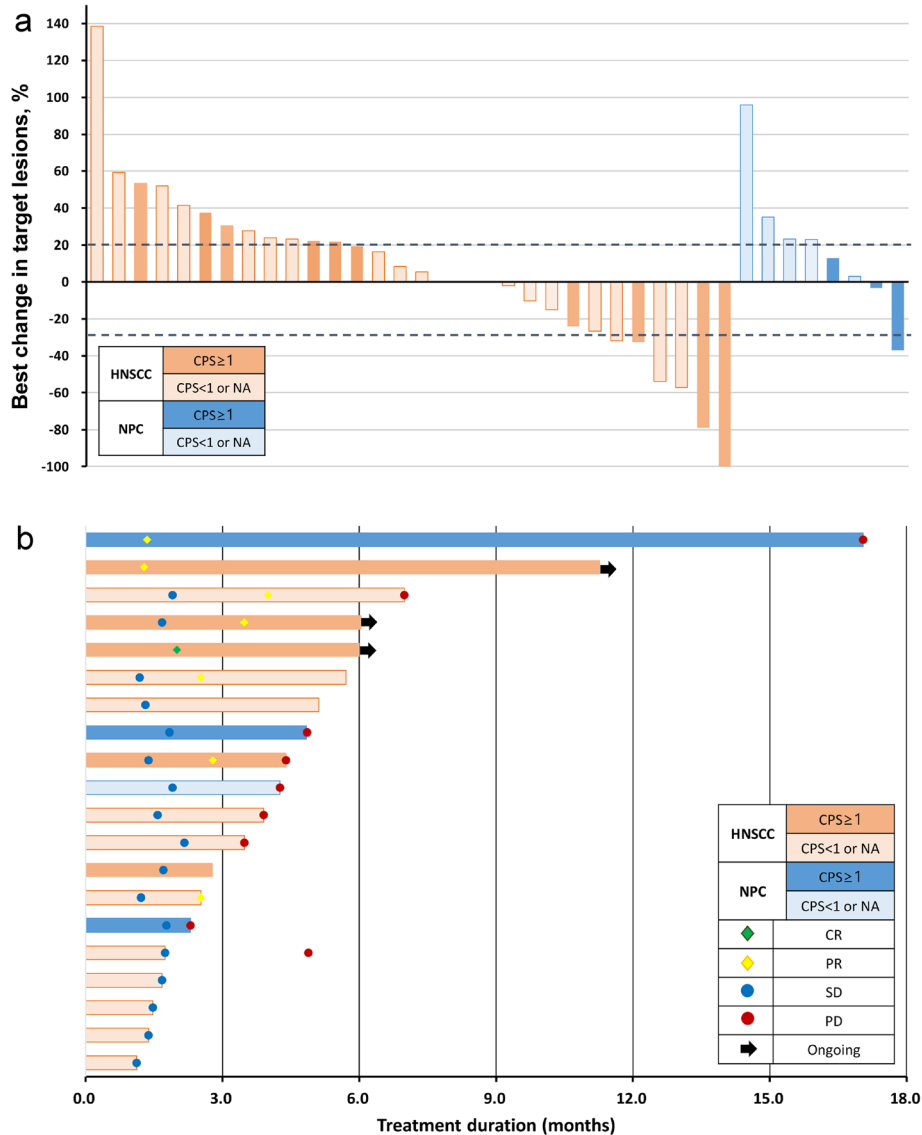 a
Best change in target lesions, %
140
120
100
80
60
40
20
0
-20
-40
-60
-80
-100
HNSCC
CPS≥1
CPS<1 or NA
NPC
CPS≥1
CPS<1 or NA
b
HNSCC
CPS≥1
CPS<1 or NA
NPC
CPS≥1
CPS<1 or NA
CR
PR
SD
PD
Ongoing
0.0 3.0 6.0 9.0 12.0 15.0 18.0
Treatment duration (months)